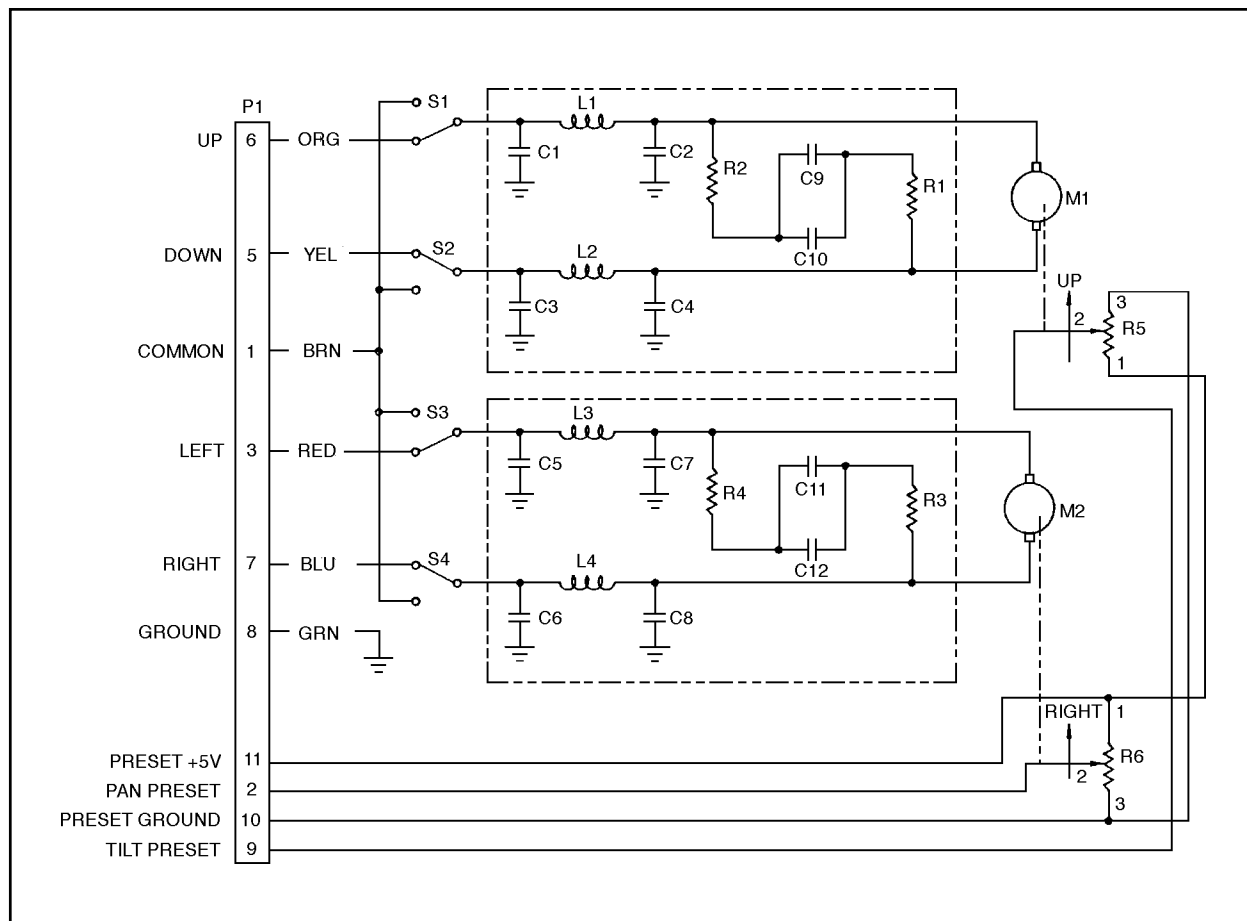 P1
UP 6 ORG
DOWN 5 YEL
COMMON 1 BRN
LEFT 3 RED
RIGHT 7 BLU
GROUND 8 GRN
PRESET +5V 11
PAN PRESET 2
PRESET GROUND 10
TILT PRESET 9
S1
S2
S3
S4
L1
C1
C2
R2
C9
C10
R1
L2
C3
C4
M1
UP
3
2
R5
1
L3
C5
C7
R4
C11
C12
R3
L4
C6
C8
M2
RIGHT
1
R6
2
3